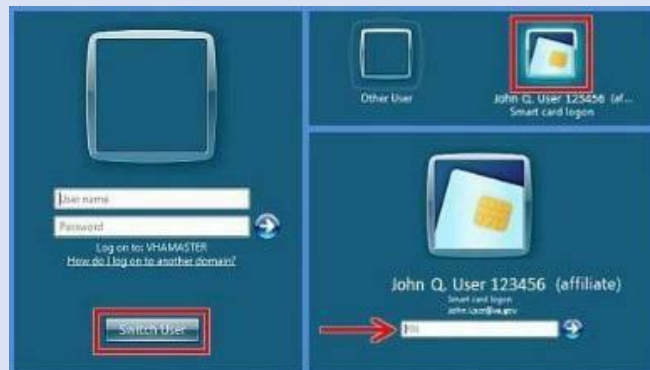 User name
Password
Log on to: VHAMASTER
How do I log on to another domain?
Switch User
Other User
John Q. User 123456 (af...
Smart card logon
John Q. User 123456 (affiliate)
Smart card logon
john.user@va.gov
PIN